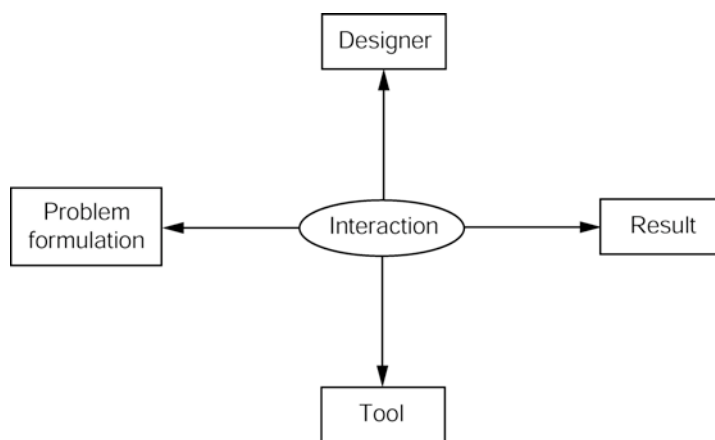 Designer
Problem
formulation
Interaction
Result
Tool